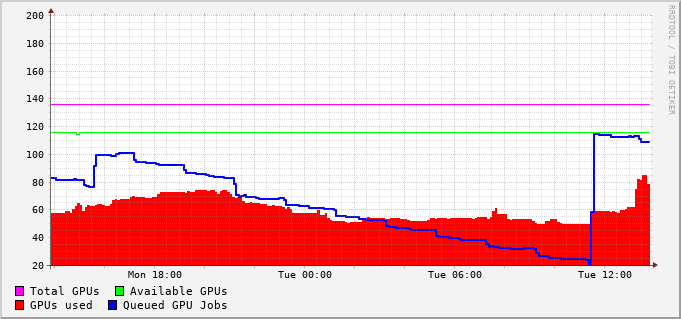 200
180
160
140
120
100
80
60
40
20
Mon 18:00 Tue 00:00 Tue 06:00 Tue 12:00
Total GPUs Available GPUs
GPUs used Queued GPU Jobs
RRDTOOL / TOBI OETIKER